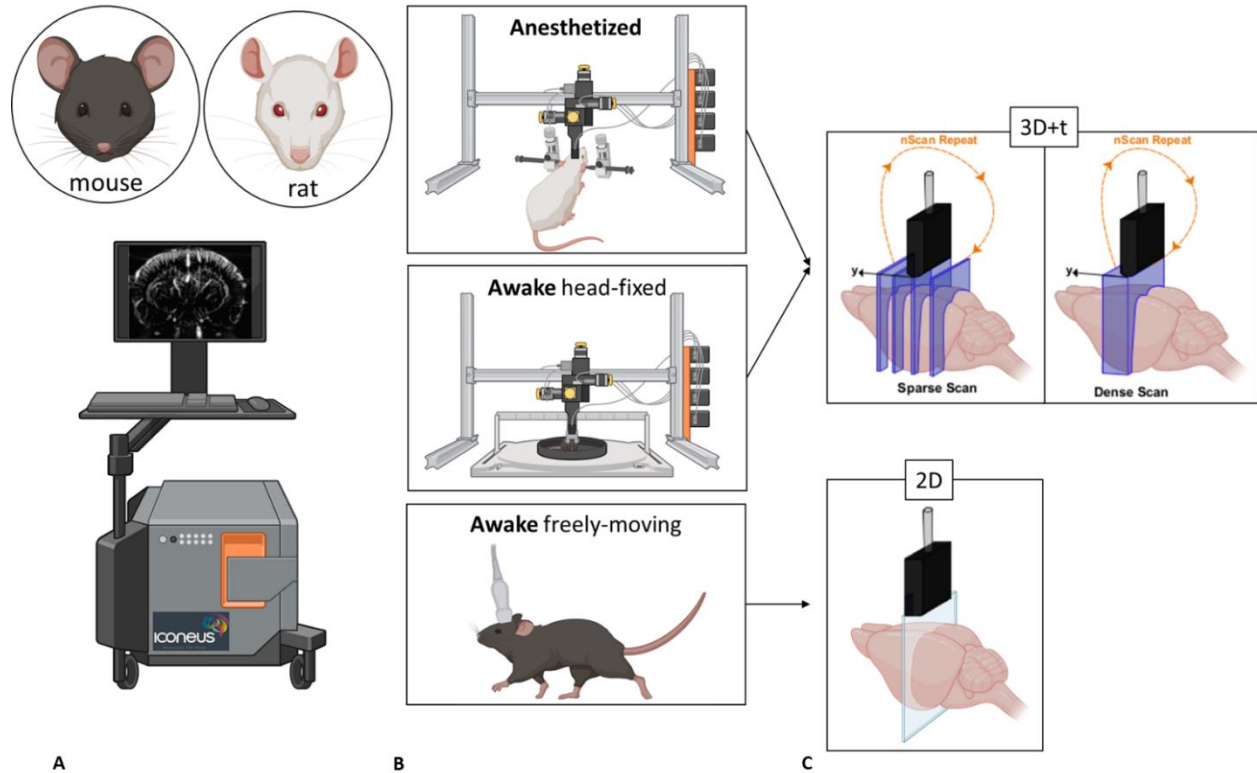 mouse
rat
ICONEUS
A
Anesthetized
Awake head-fixed
Awake freely-moving
B
3D+t
nScan Repeat
y
Sparse Scan
nScan Repeat
y
Dense Scan
2D
C